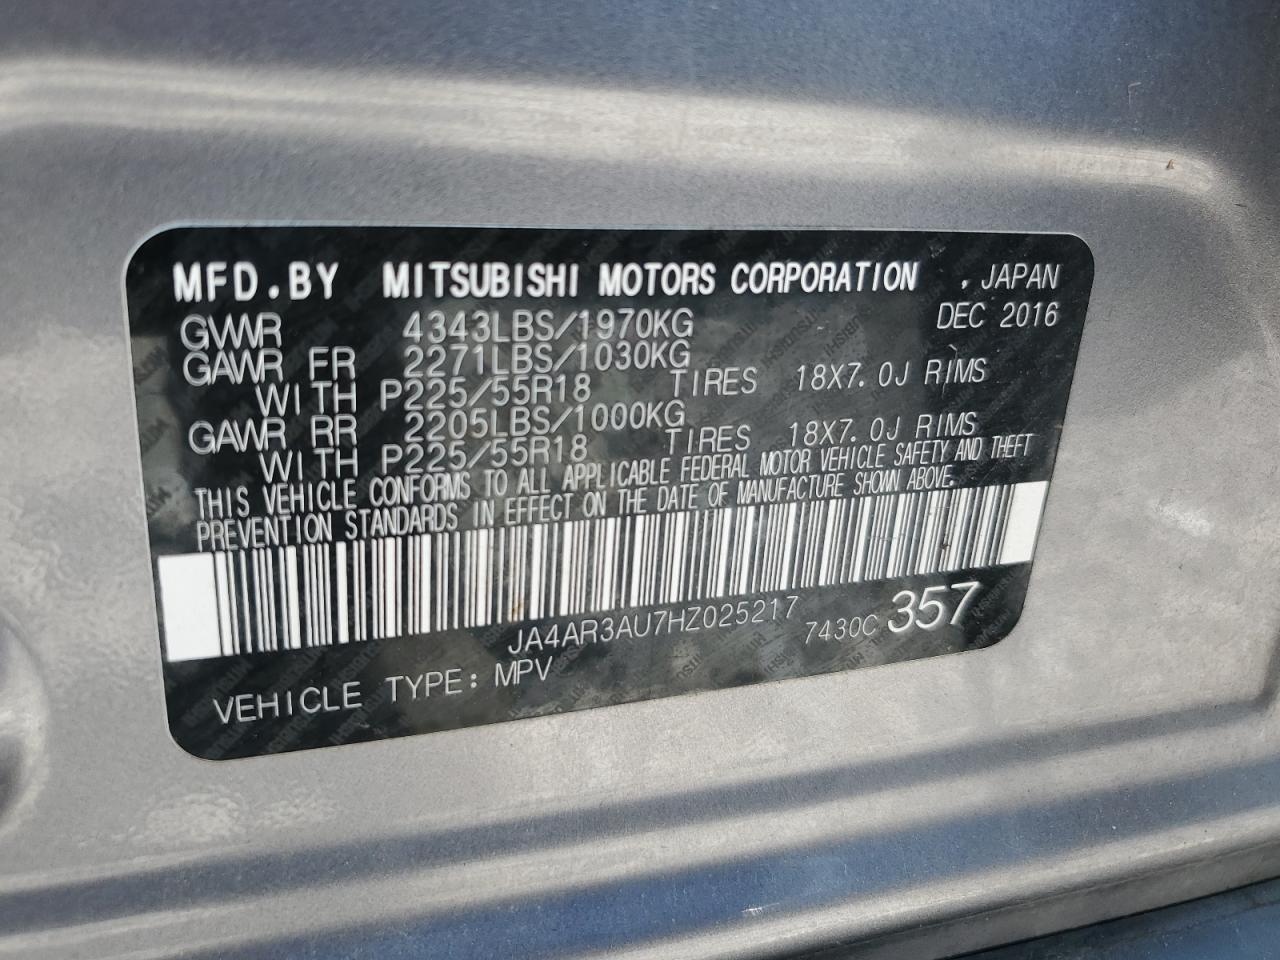 MFD.BY MITSUBISHI MOTORS CORPORATION , JAPAN
GVWR 4343LBS/1970KG DEC 2016
GAWR FR 2271LBS/1030KG
WITH P225/55R18 TIRES 18X7.0J RIMS
GAWR RR 2205LBS/1000KG
WITH P225/55R18 TIRES 18X7.0J RIMS
THIS VEHICLE CONFORMS TO ALL APPLICABLE FEDERAL MOTOR VEHICLE SAFETY AND THEFT
PREVENTION STANDARDS IN EFFECT ON THE DATE OF MANUFACTURE SHOWN ABOVE.
JA4AR3AU7HZ025217 7430C 357
VEHICLE TYPE: MPV